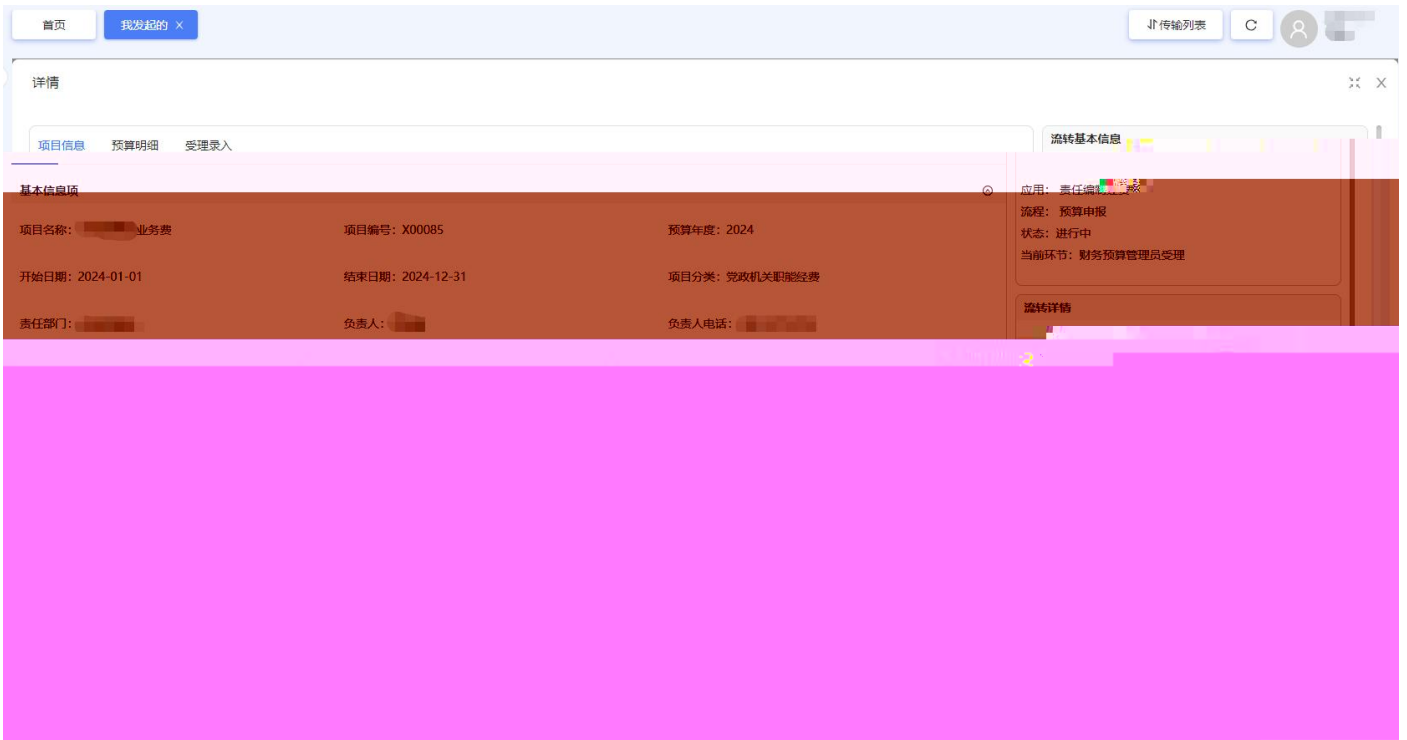 首页
我发起的 ×
传输列表
详情
项目信息 预算明细 受理录入
流转基本信息
基本信息项
应用: 责任编制
流程: 预算申报
状态: 进行中
当前环节: 财务预算管理员受理
项目名称: 业务费
项目编号: X00085
预算年度: 2024
开始日期: 2024-01-01
结束日期: 2024-12-31
项目分类: 党政机关职能经费
流转详情
责任部门:
负责人:
负责人电话: